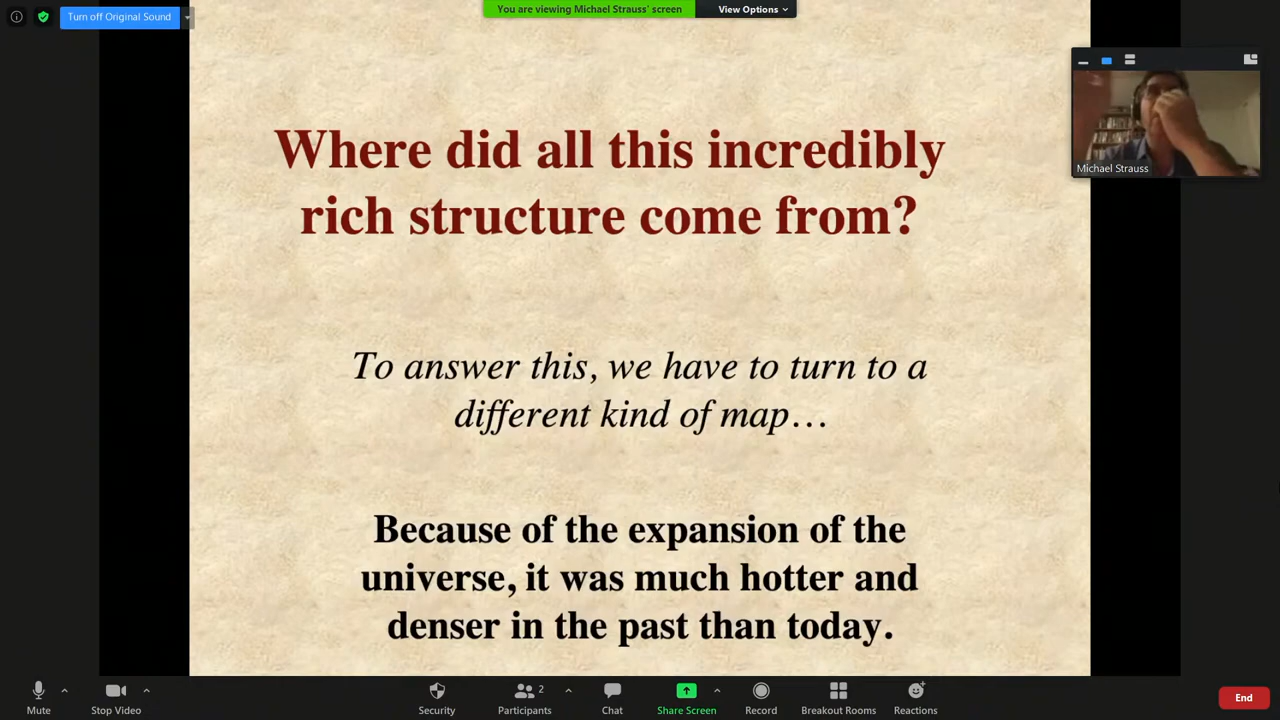 Turn off Original Sound
You are viewing Michael Strauss' screen
View Options
Michael Strauss
Where did all this incredibly
rich structure come from?
To answer this, we have to turn to a
different kind of map…
Because of the expansion of the
universe, it was much hotter and
denser in the past than today.
Mute
Stop Video
Security
2
Participants
Chat
Share Screen
Record
Breakout Rooms
Reactions
End